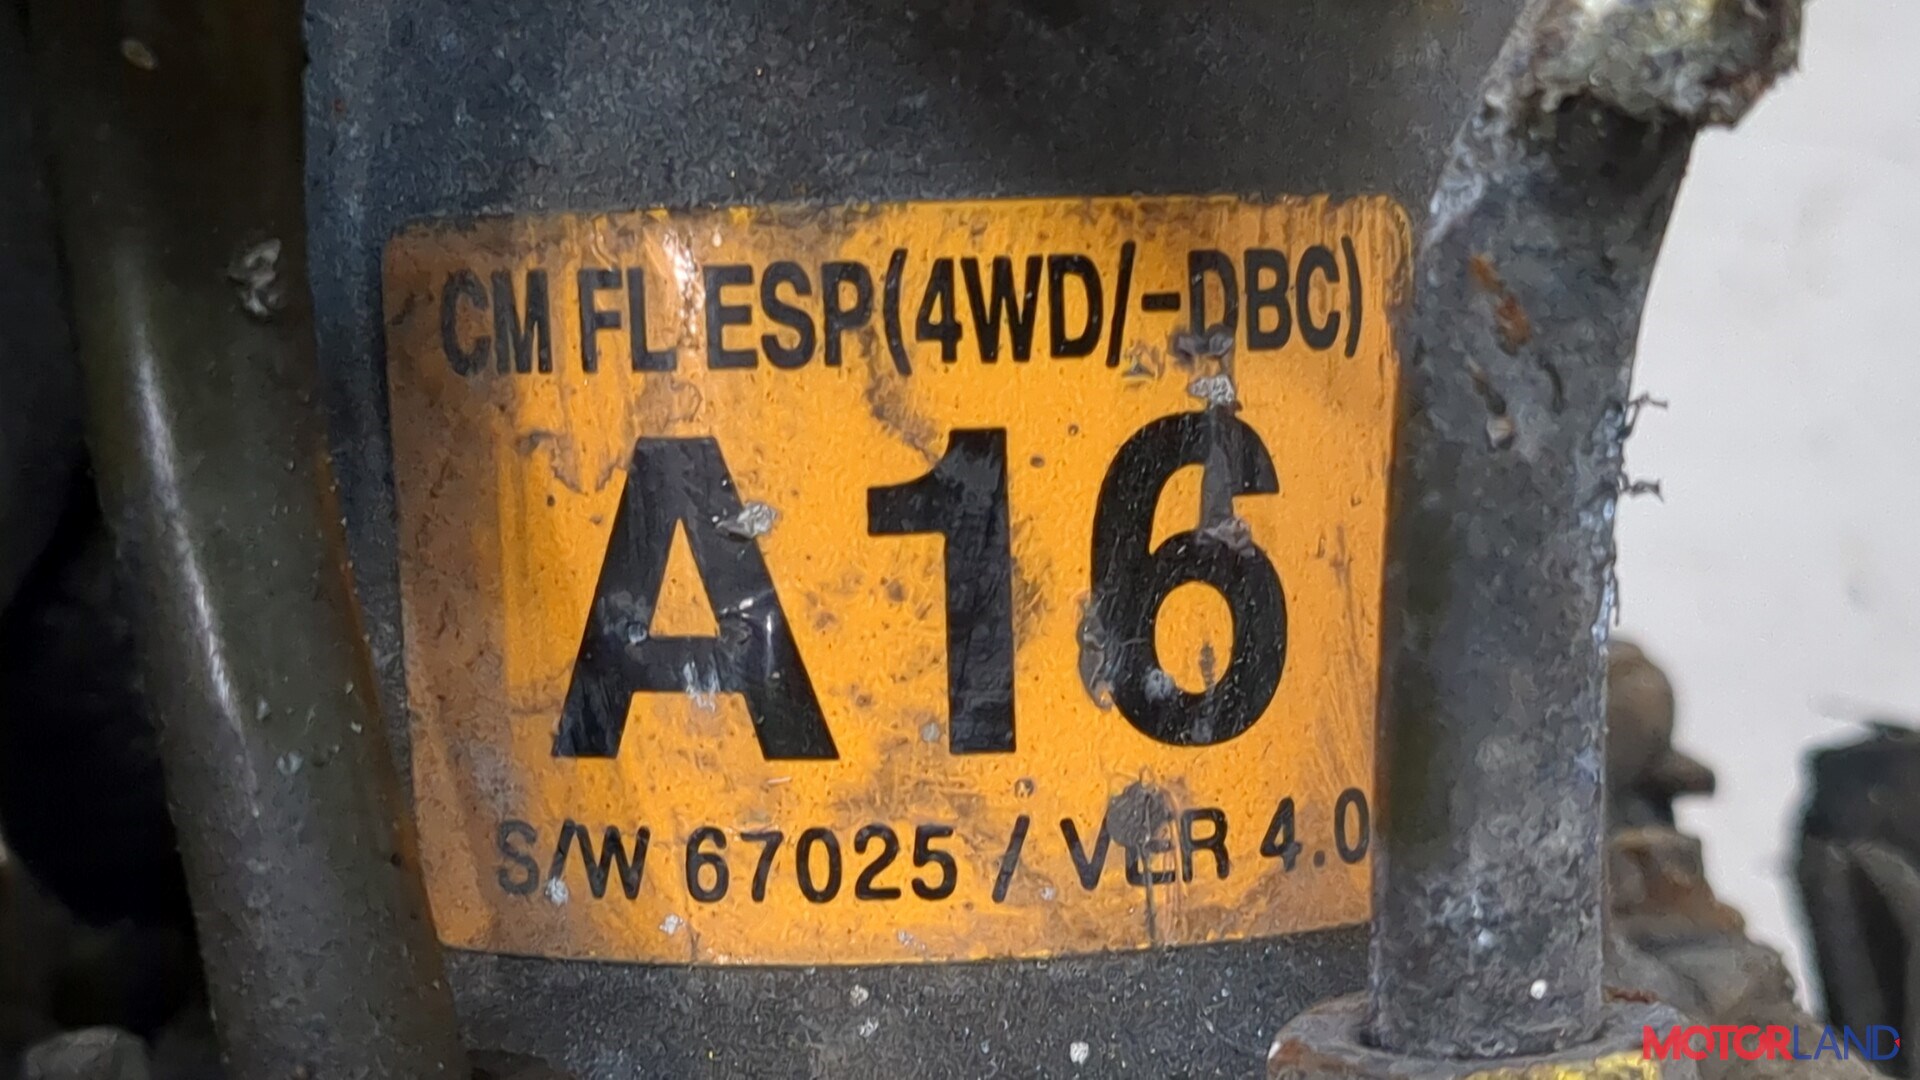 CM FL ESP(4WD/-DBC)
A16
S/W 67025 / VER 4.0
MOTORLAND